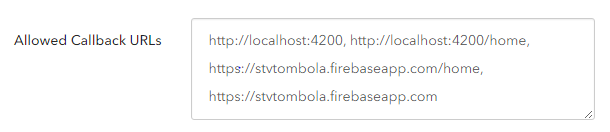 Allowed Callback URLs
http://localhost:4200, http://localhost:4200/home,
https://stvtombola.firebaseapp.com/home,
https://stvtombola.firebaseapp.com